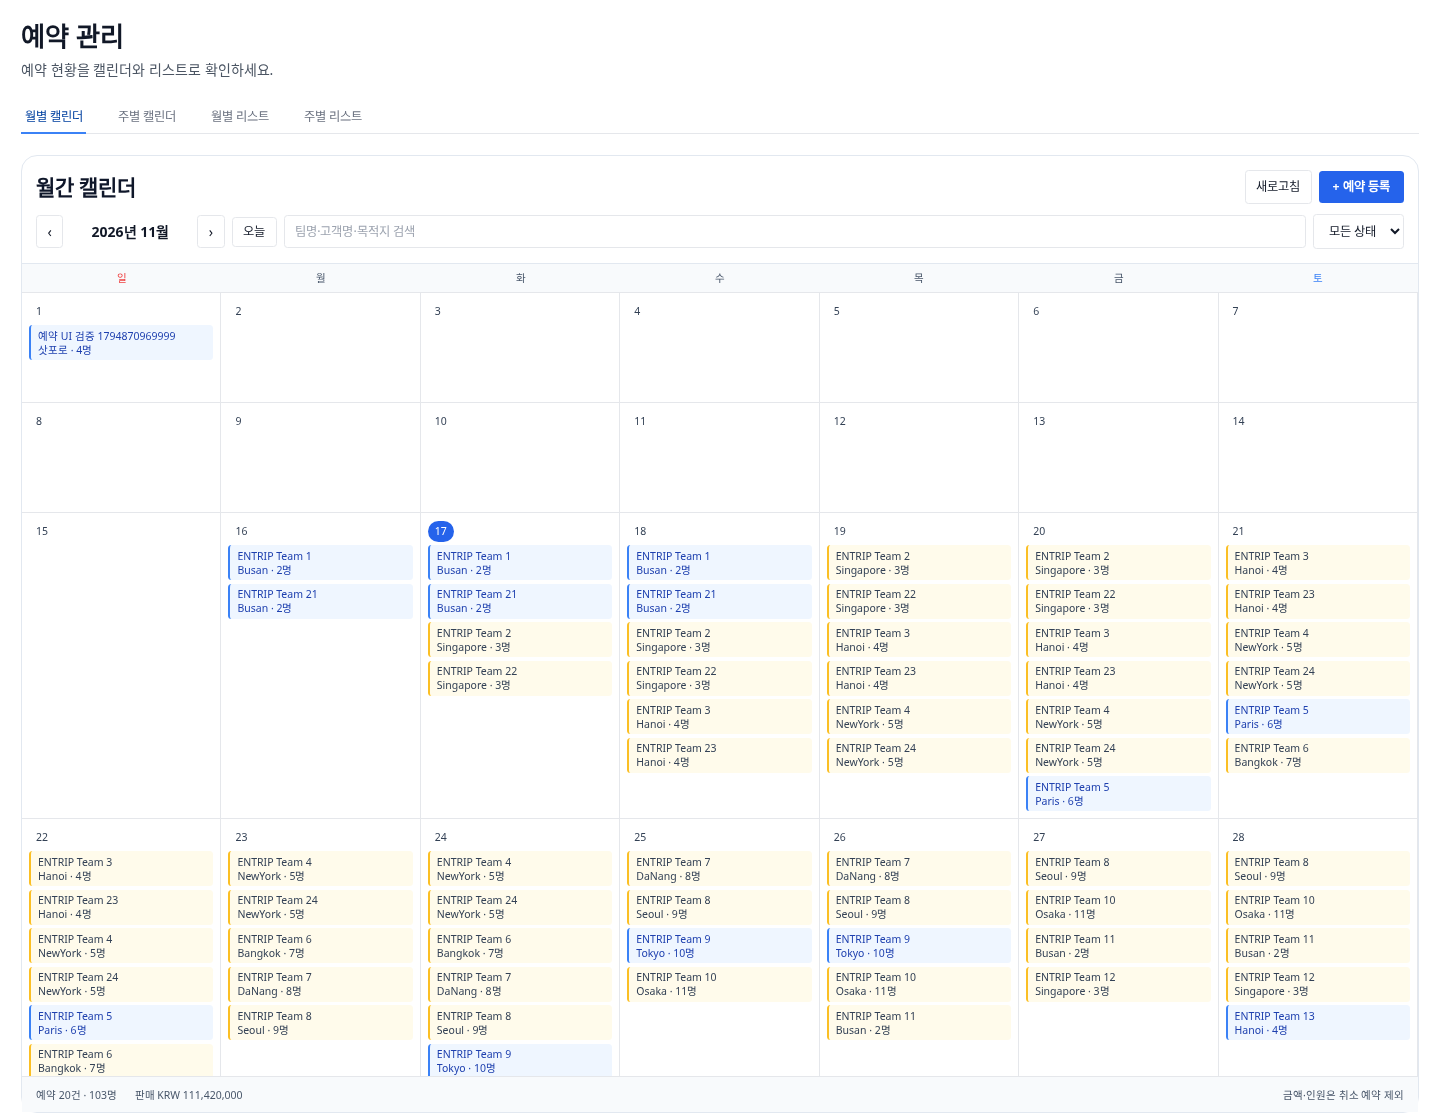 예약 관리
예약 현황을 캘린더와 리스트로 확인하세요.
월별 캘린더 주별 캘린더 월별 리스트 주별 리스트
월간 캘린더
새로고침 + 예약 등록
‹ 2026년 11월 › 오늘 팀명·고객명·목적지 검색 모든 상태
일 월 화 수 목 금 토
1
예약 UI 검증 1794870969999
삿포로 · 4명
2
3
4
5
6
7
8
9
10
11
12
13
14
15
16
ENTRIP Team 1
Busan · 2명
ENTRIP Team 21
Busan · 2명
17
ENTRIP Team 1
Busan · 2명
ENTRIP Team 21
Busan · 2명
ENTRIP Team 2
Singapore · 3명
ENTRIP Team 22
Singapore · 3명
18
ENTRIP Team 1
Busan · 2명
ENTRIP Team 21
Busan · 2명
ENTRIP Team 2
Singapore · 3명
ENTRIP Team 22
Singapore · 3명
ENTRIP Team 3
Hanoi · 4명
ENTRIP Team 23
Hanoi · 4명
19
ENTRIP Team 2
Singapore · 3명
ENTRIP Team 22
Singapore · 3명
ENTRIP Team 3
Hanoi · 4명
ENTRIP Team 23
Hanoi · 4명
ENTRIP Team 4
NewYork · 5명
ENTRIP Team 24
NewYork · 5명
20
ENTRIP Team 2
Singapore · 3명
ENTRIP Team 22
Singapore · 3명
ENTRIP Team 3
Hanoi · 4명
ENTRIP Team 23
Hanoi · 4명
ENTRIP Team 4
NewYork · 5명
ENTRIP Team 24
NewYork · 5명
ENTRIP Team 5
Paris · 6명
21
ENTRIP Team 3
Hanoi · 4명
ENTRIP Team 23
Hanoi · 4명
ENTRIP Team 4
NewYork · 5명
ENTRIP Team 24
NewYork · 5명
ENTRIP Team 5
Paris · 6명
ENTRIP Team 6
Bangkok · 7명
22
ENTRIP Team 3
Hanoi · 4명
ENTRIP Team 23
Hanoi · 4명
ENTRIP Team 4
NewYork · 5명
ENTRIP Team 24
NewYork · 5명
ENTRIP Team 5
Paris · 6명
ENTRIP Team 6
Bangkok · 7명
23
ENTRIP Team 4
NewYork · 5명
ENTRIP Team 24
NewYork · 5명
ENTRIP Team 6
Bangkok · 7명
ENTRIP Team 7
DaNang · 8명
ENTRIP Team 8
Seoul · 9명
24
ENTRIP Team 4
NewYork · 5명
ENTRIP Team 24
NewYork · 5명
ENTRIP Team 6
Bangkok · 7명
ENTRIP Team 7
DaNang · 8명
ENTRIP Team 8
Seoul · 9명
ENTRIP Team 9
Tokyo · 10명
25
ENTRIP Team 7
DaNang · 8명
ENTRIP Team 8
Seoul · 9명
ENTRIP Team 9
Tokyo · 10명
ENTRIP Team 10
Osaka · 11명
26
ENTRIP Team 7
DaNang · 8명
ENTRIP Team 8
Seoul · 9명
ENTRIP Team 9
Tokyo · 10명
ENTRIP Team 10
Osaka · 11명
ENTRIP Team 11
Busan · 2명
27
ENTRIP Team 8
Seoul · 9명
ENTRIP Team 10
Osaka · 11명
ENTRIP Team 11
Busan · 2명
ENTRIP Team 12
Singapore · 3명
28
ENTRIP Team 8
Seoul · 9명
ENTRIP Team 10
Osaka · 11명
ENTRIP Team 11
Busan · 2명
ENTRIP Team 12
Singapore · 3명
ENTRIP Team 13
Hanoi · 4명
예약 20건 · 103명 판매 KRW 111,420,000 금액·인원은 취소 예약 제외